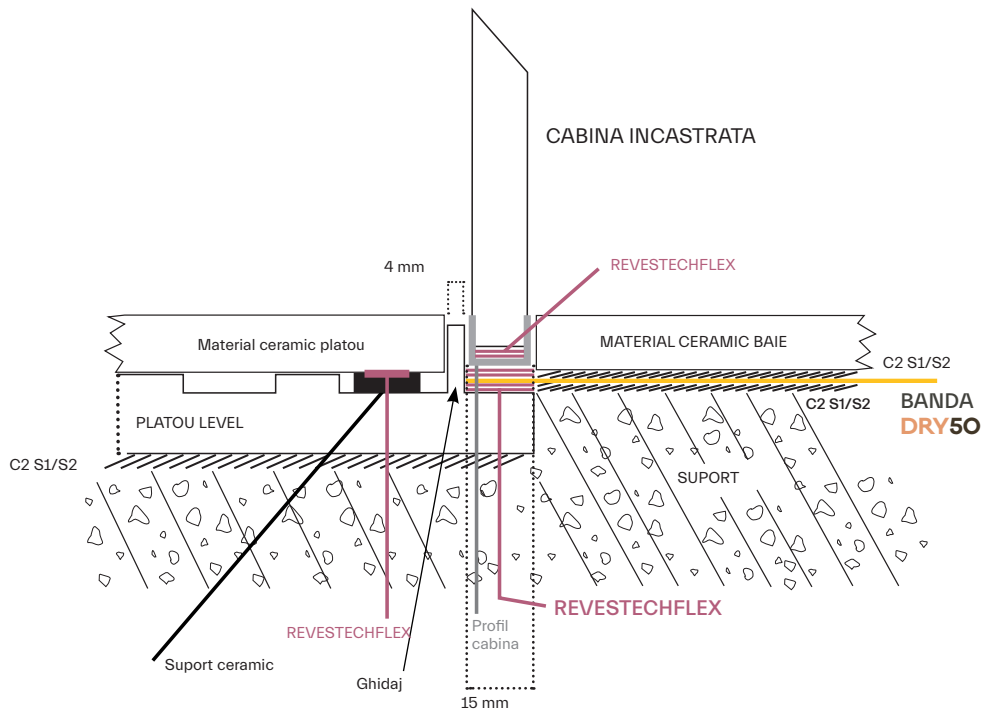 CABINA INCASTRATA
4 mm
REVESTECHFLEX
Material ceramic platou
MATERIAL CERAMIC BAIE
C2 S1/S2
C2 S1/S2
BANDA
DRY50
PLATOU LEVEL
C2 S1/S2
SUPORT
REVESTECHFLEX
REVESTECHFLEX
Profil
cabina
Suport ceramic
Ghidaj
15 mm